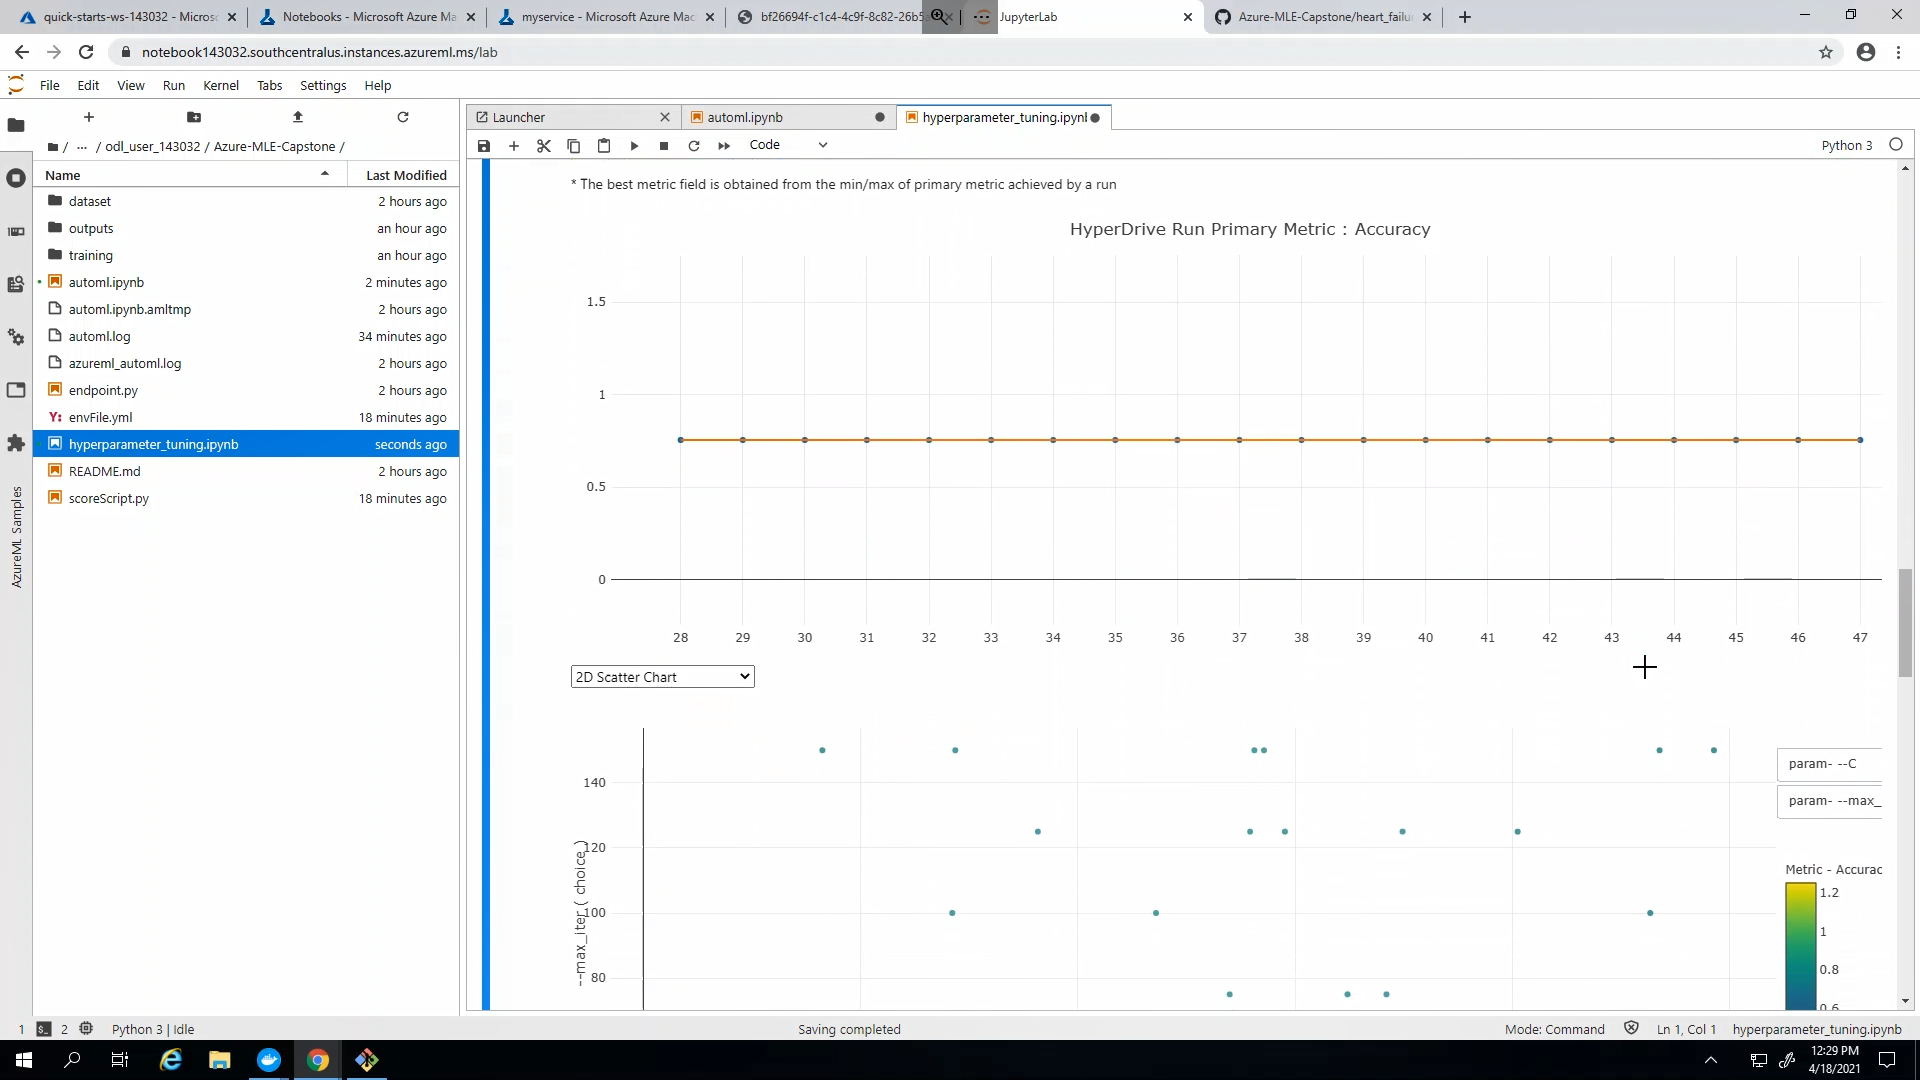 quick-starts-ws-143032 - Micros
Notebooks - Microsoft Azure Ma
myservice - Microsoft Azure Mac
bf26694f-c1c4-4c9f-8c82-26b5a
JupyterLab
Azure-MLE-Capstone/heart_failu
notebook143032.southcentralus.instances.azureml.ms/lab
File Edit View Run Kernel Tabs Settings Help
/ ... / odl_user_143032 / Azure-MLE-Capstone /
Name Last Modified
dataset 2 hours ago
outputs an hour ago
training an hour ago
automl.ipynb 2 minutes ago
automl.ipynb.amltmp 2 hours ago
automl.log 34 minutes ago
azureml_automl.log 2 hours ago
endpoint.py 2 hours ago
Y: envFile.yml 18 minutes ago
hyperparameter_tuning.ipynb seconds ago
README.md 2 hours ago
scoreScript.py 18 minutes ago
AzureML Samples
Launcher
automl.ipynb
hyperparameter_tuning.ipynb
Code
Python 3
* The best metric field is obtained from the min/max of primary metric achieved by a run
HyperDrive Run Primary Metric : Accuracy
1.5
1
0.5
0
28 29 30 31 32 33 34 35 36 37 38 39 40 41 42 43 44 45 46 47
2D Scatter Chart
--max_iter ( choice )
140
120
100
80
param- --C
param- --max_
Metric - Accurac
1.2
1
0.8
0.6
1 2 Python 3 | Idle
Saving completed
Mode: Command Ln 1, Col 1 hyperparameter_tuning.ipynb
12:29 PM
4/18/2021